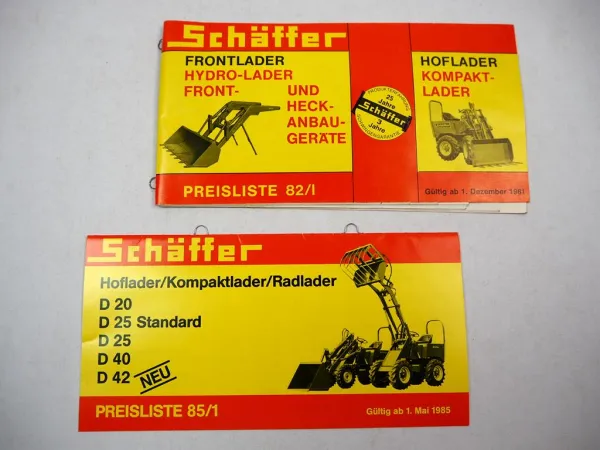 Schäffer
FRONTLADER
HYDRO-LADER
FRONT- UND
HECK-
ANBAU-
GERÄTE
25
Jahre
Schäffer
3
Jahre
HOFLADER
KOMPAKT-
LADER
PREISLISTE 82/I
Gültig ab 1. Dezember 1981
Schäffer
Hoflader/Kompaktlader/Radlader
D 20
D 25 Standard
D 25
D 40
D 42 NEU
PREISLISTE 85/1
Gültig ab 1. Mai 1985